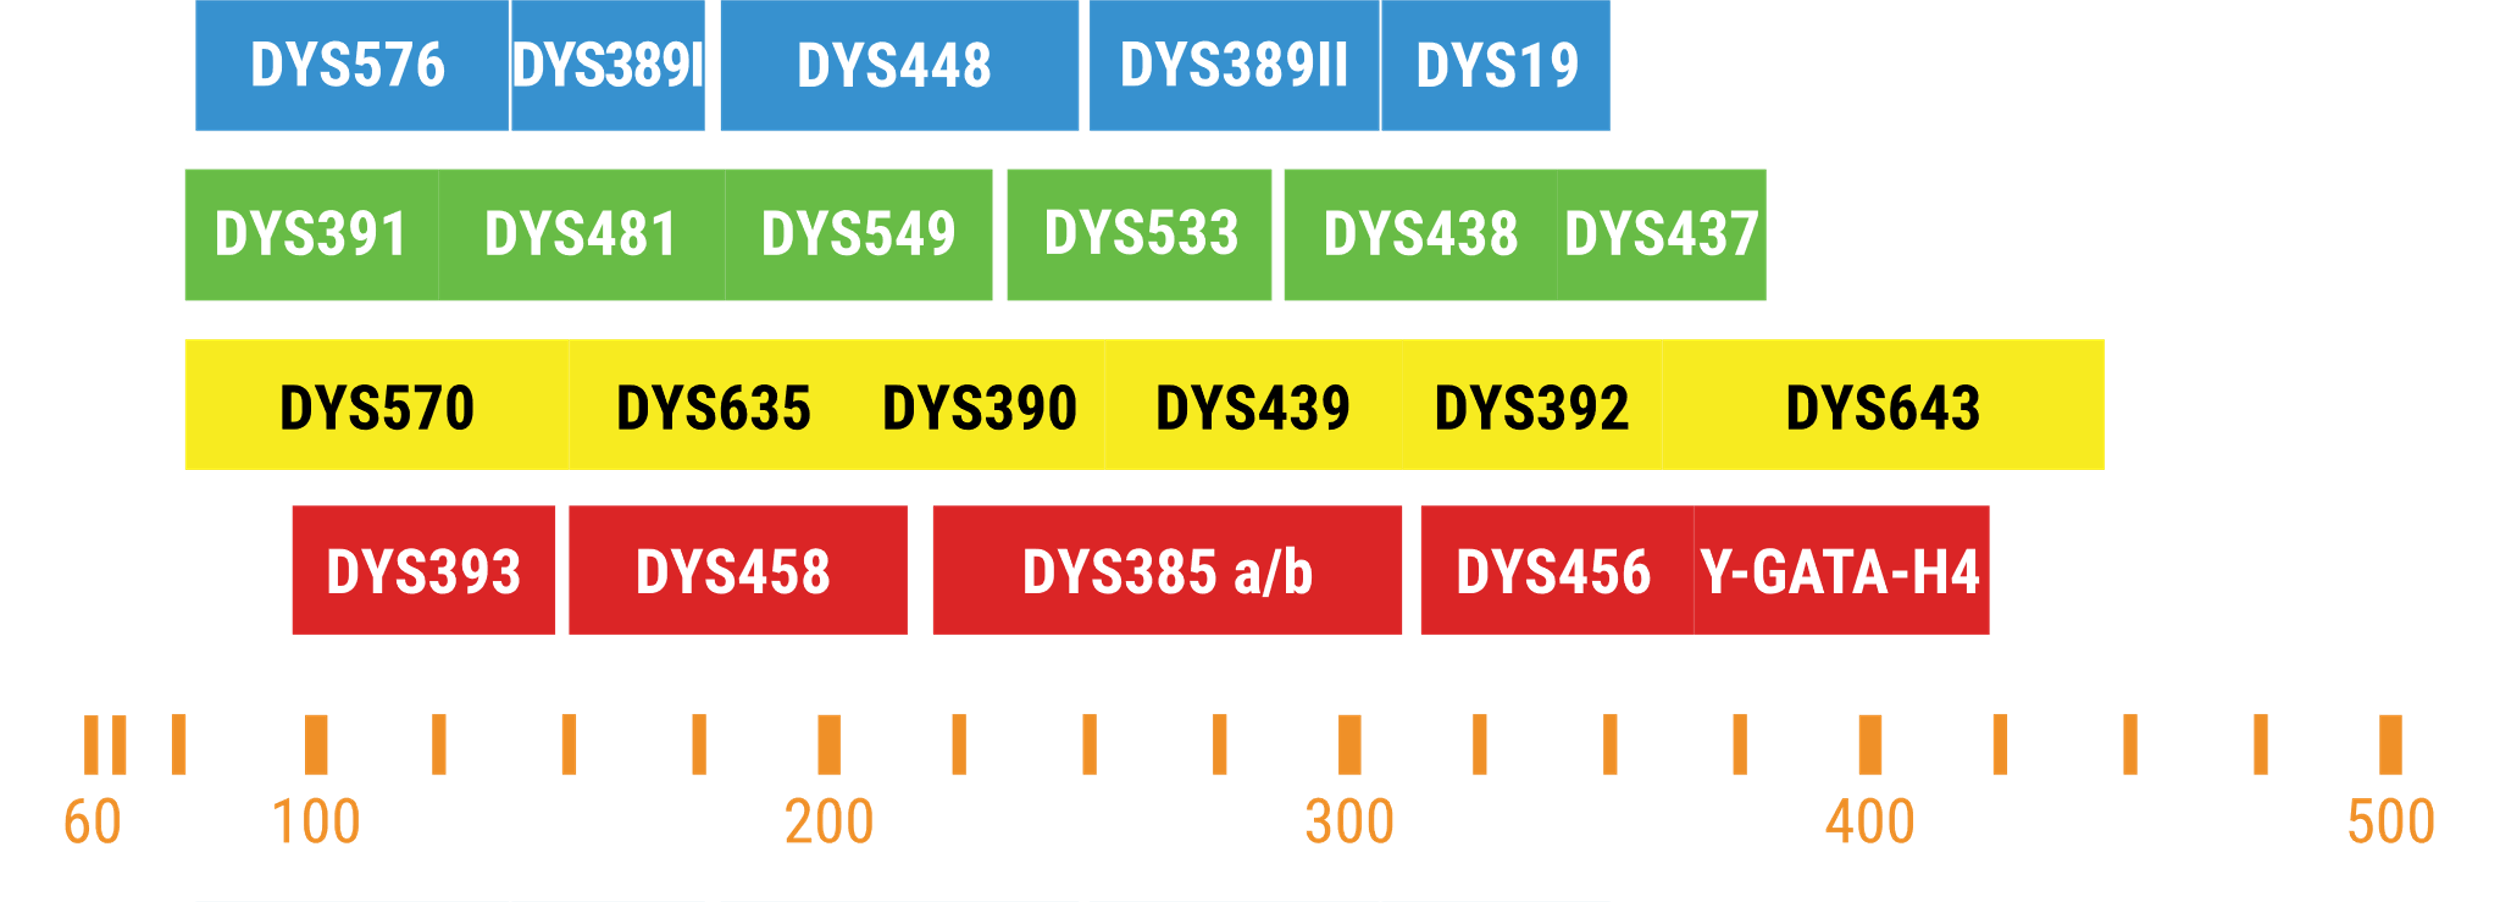 DYS576 DYS389I DYS448 DYS389II DYS19
DYS391 DYS481 DYS549 DYS533 DYS438 DYS437
DYS570 DYS635 DYS390 DYS439 DYS392 DYS643
DYS393 DYS458 DYS385 a/b DYS456 Y-GATA-H4
60 100 200 300 400 500